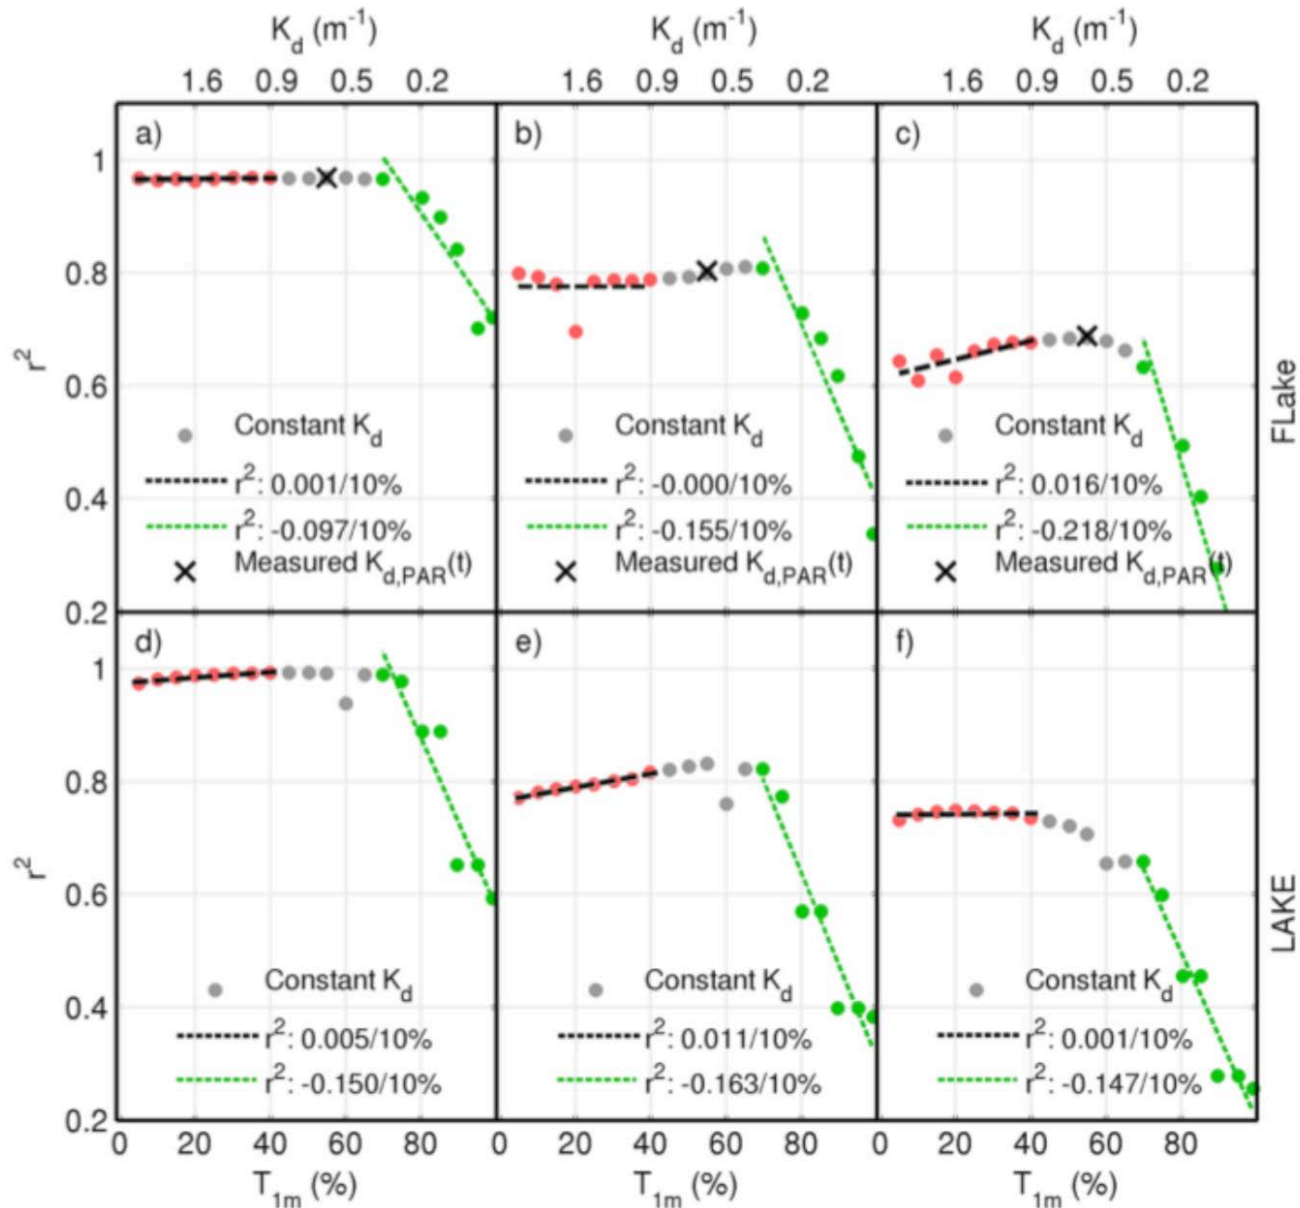 K_d (m^-1) K_d (m^-1) K_d (m^-1)
1.6 0.9 0.5 0.2 1.6 0.9 0.5 0.2 1.6 0.9 0.5 0.2
a) b) c)
1
0.8
r^2
0.6
0.4
0.2
Constant K_d
r^2: 0.001/10%
r^2: -0.097/10%
Measured K_d,PAR(t)
Constant K_d
r^2: -0.000/10%
r^2: -0.155/10%
Measured K_d,PAR(t)
Constant K_d
r^2: 0.016/10%
r^2: -0.218/10%
Measured K_d,PAR(t)
FLake
d) e) f)
1
0.8
r^2
0.6
0.4
0.2
Constant K_d
r^2: 0.005/10%
r^2: -0.150/10%
Constant K_d
r^2: 0.011/10%
r^2: -0.163/10%
Constant K_d
r^2: 0.001/10%
r^2: -0.147/10%
LAKE
0 20 40 60 80 0 20 40 60 80 0 20 40 60 80
T_1m (%) T_1m (%) T_1m (%)